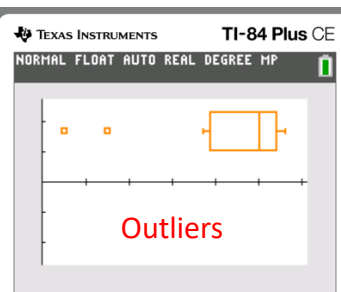 TEXAS INSTRUMENTS TI-84 Plus CE
NORMAL FLOAT AUTO REAL DEGREE MP
Outliers